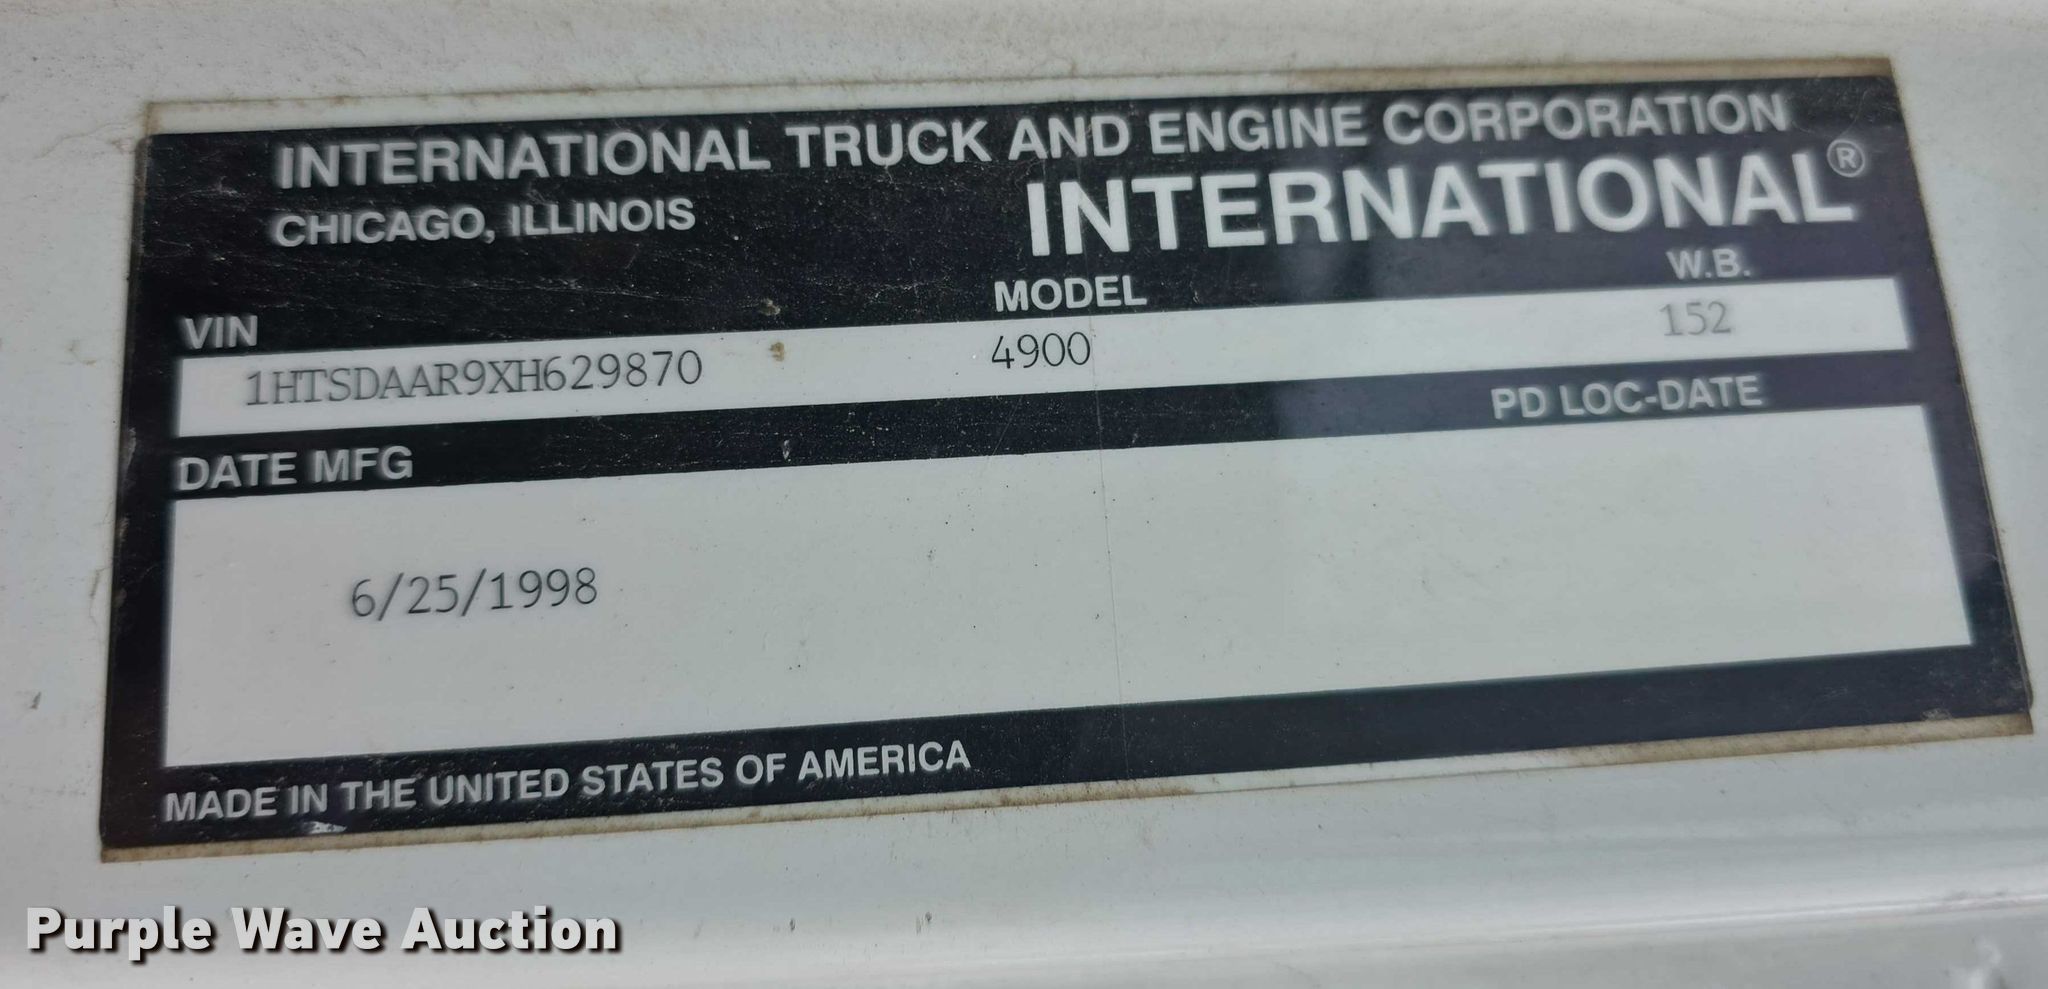 INTERNATIONAL TRUCK AND ENGINE CORPORATION
CHICAGO, ILLINOIS
INTERNATIONAL®
VIN MODEL W.B.
1HTSDAAR9XH629870 4900 152
DATE MFG PD LOC-DATE
6/25/1998
MADE IN THE UNITED STATES OF AMERICA
Purple Wave Auction